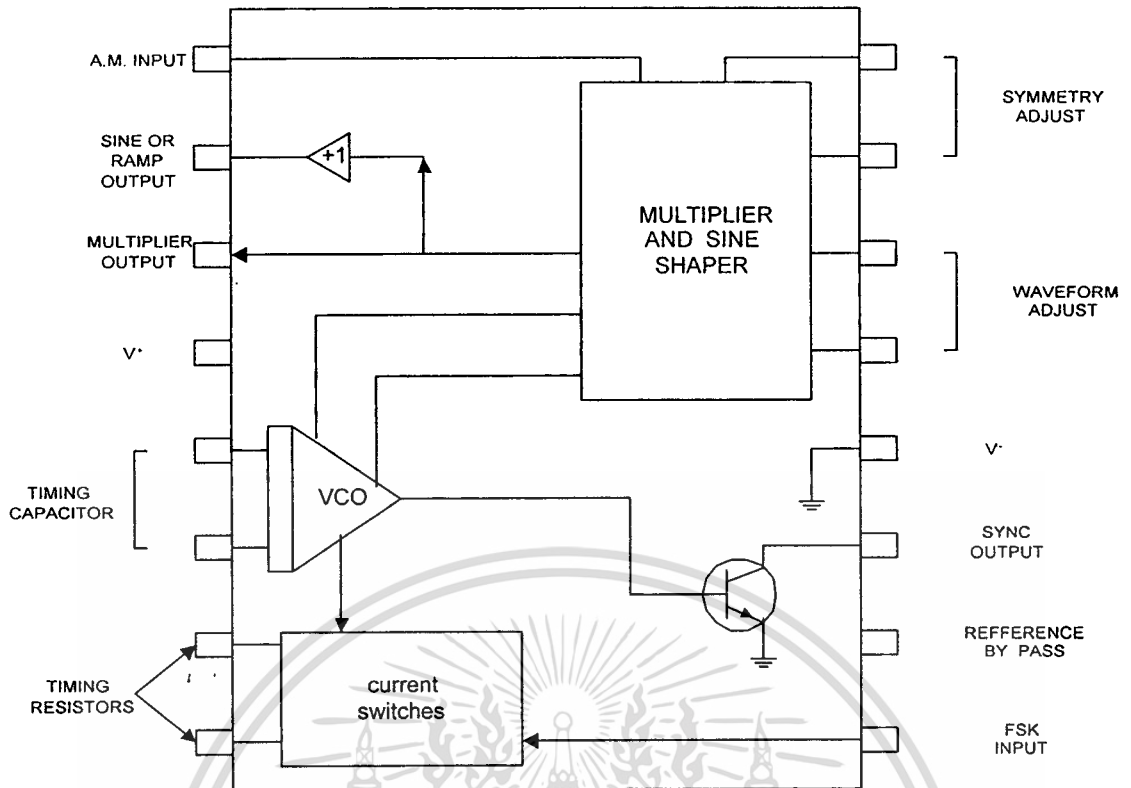 A.M. INPUT
SINE OR
RAMP
OUTPUT
MULTIPLIER
OUTPUT
V+
TIMING
CAPACITOR
TIMING
RESISTORS
+1
MULTIPLIER
AND SINE
SHAPER
VCO
current
switches
SYMMETRY
ADJUST
WAVEFORM
ADJUST
V-
SYNC
OUTPUT
REFFERENCE
BY PASS
FSK
INPUT